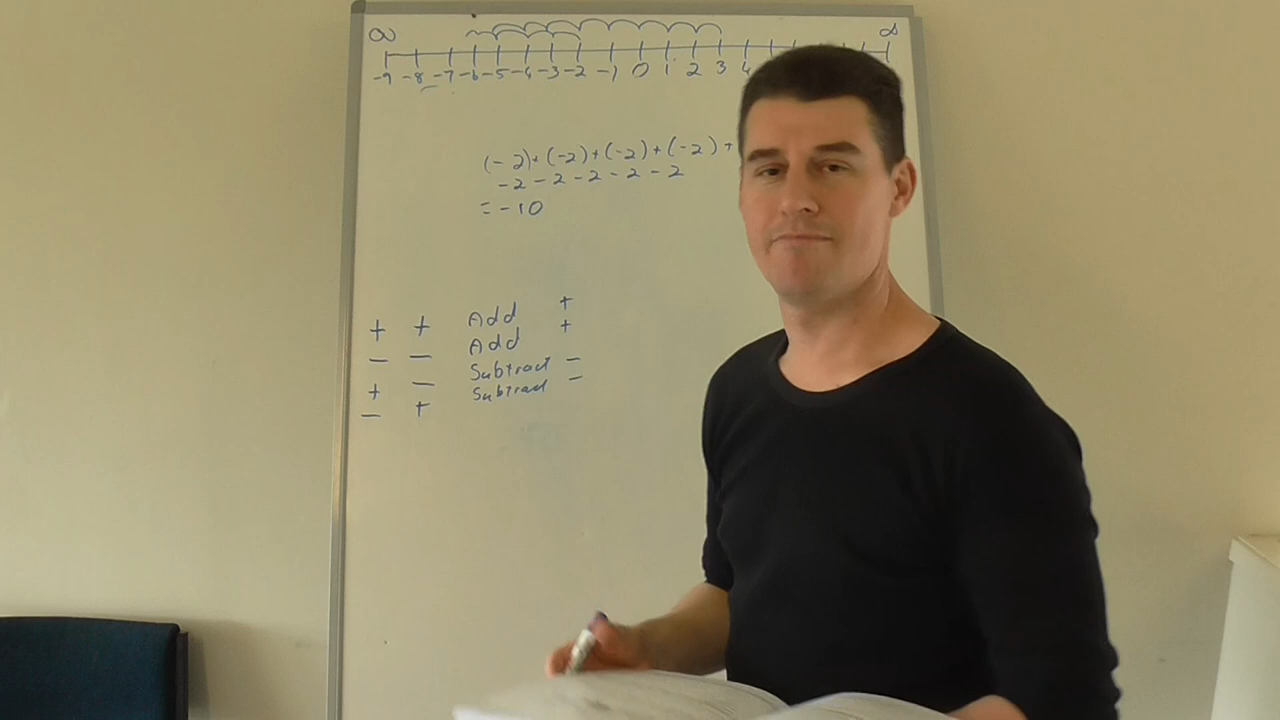 ∞ ∞
-9 -8 -7 -6 -5 -4 -3 -2 -1 0 1 2 3 4
(-2)+(-2)+(-2)+(-2)+
-2-2-2-2-2
=-10
+ + Add +
- - Add +
+ - Subtract -
- + Subtract -